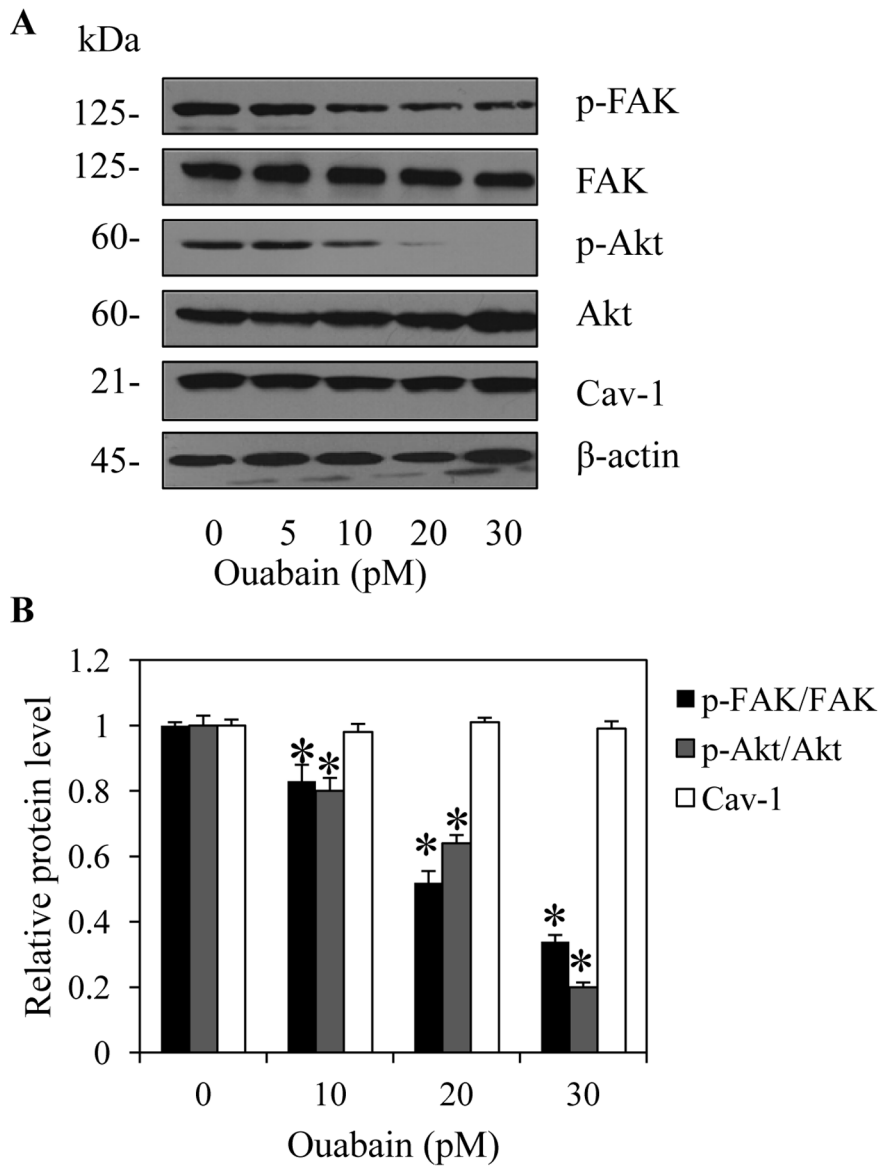 A
kDa
125- p-FAK
125- FAK
60- p-Akt
60- Akt
21- Cav-1
45- β-actin
0 5 10 20 30
Ouabain (pM)
B
Relative protein level
1.2
1
0.8
0.6
0.4
0.2
0
* *
* *
* *
p-FAK/FAK
p-Akt/Akt
Cav-1
0 10 20 30
Ouabain (pM)